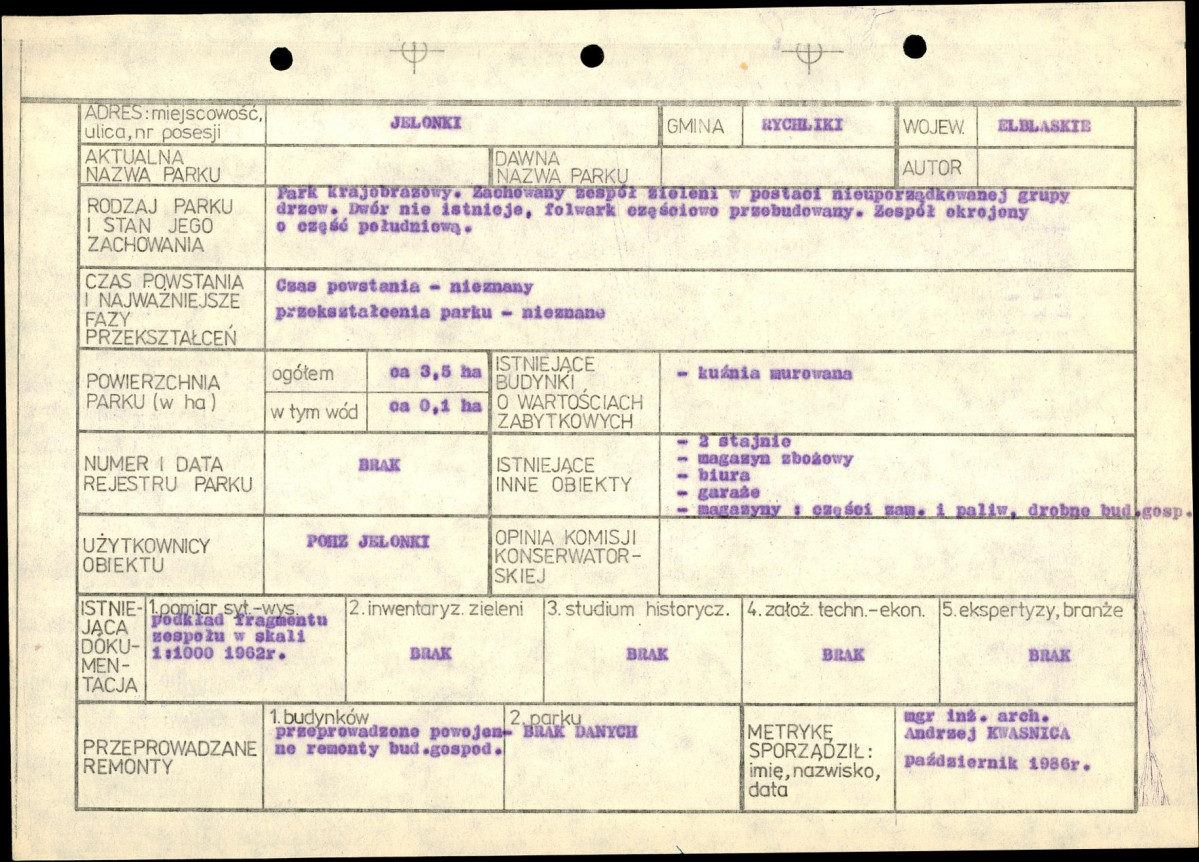 ADRES: miejscowość,
ulica, nr posesji
JELONKI
GMINA
RYCHLIKI
WOJEW.
ELBLASKIE
AKTUALNA
NAZWA PARKU
DAWNA
NAZWA PARKU
AUTOR
RODZAJ PARKU
I STAN JEGO
ZACHOWANIA
Park krajobrazowy. Zachowany zespół zieleni w postaci nieuporządkowanej grupy
drzew. Dwór nie istnieje, folwark częściowo przebudowany. Zespół okrojony
o część południową.
CZAS POWSTANIA
I NAJWAŻNIEJSZE
FAZY
PRZEKSZTAŁCEŃ
Czas powstania - nieznany
przekształcenia parku - nieznane
POWIERZCHNIA
PARKU (w ha)
ogółem
ca 3,5 ha
w tym wód
ca 0,1 ha
ISTNIEJĄCE
BUDYNKI
O WARTOŚCIACH
ZABYTKOWYCH
- kuźnia murowana
NUMER I DATA
REJESTRU PARKU
BRAK
ISTNIEJĄCE
INNE OBIEKTY
- 2 stajnie
- magazyn zbożowy
- biura
- garaże
- magazyny : części zam. i paliw, drobne bud.gosp.
UŻYTKOWNICY
OBIEKTU
POHZ JELONKI
OPINIA KOMISJI
KONSERWATOR-
SKIEJ
ISTNIE-
JĄCA
DOKU-
MEN-
TACJA
1. pomiar syt.-wys.
podkład fragmentu
zespołu w skali
1:1000 1962r.
2. inwentaryz. zieleni
BRAK
3. studium historycz.
BRAK
4. założ. techn.-ekon.
BRAK
5. ekspertyzy, branże
BRAK
PRZEPROWADZANE
REMONTY
1. budynków
przeprowadzono powojen-
ne remonty bud.gospod.
2. parku
BRAK DANYCH
METRYKĘ
SPORZĄDZIŁ:
imię, nazwisko,
data
mgr inż. arch.
Andrzej KWASNICA
październik 1986r.